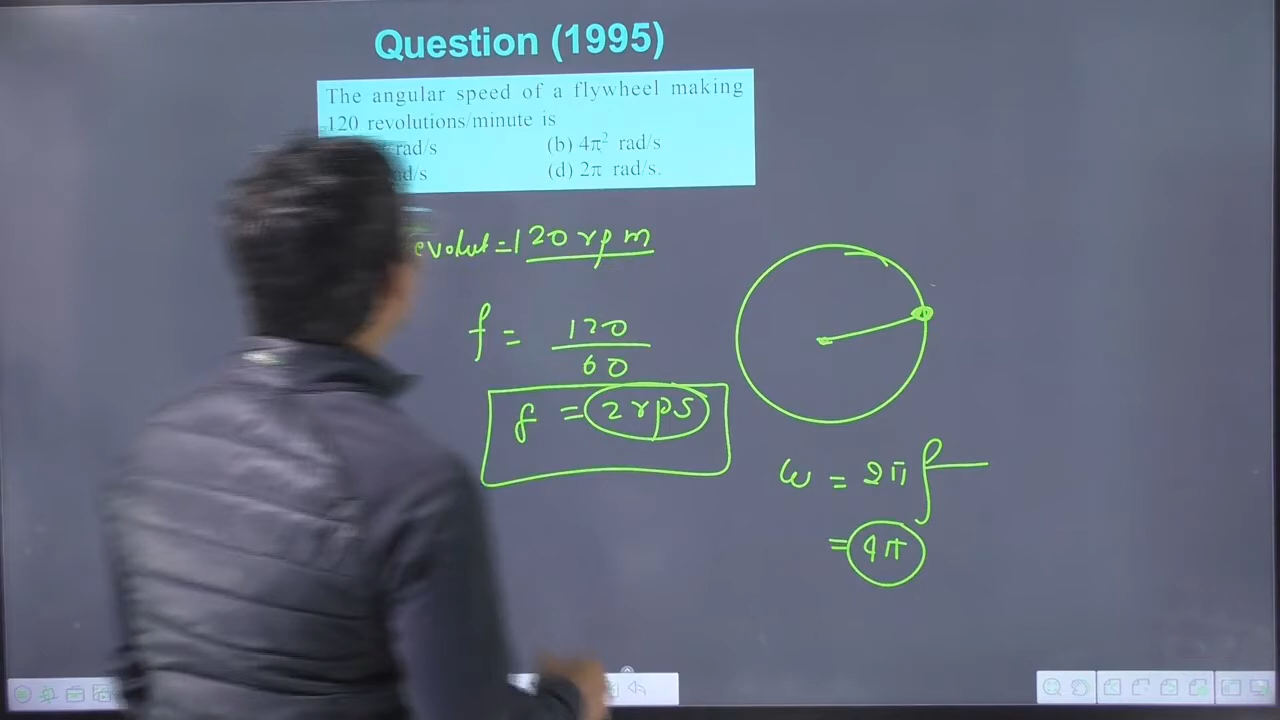 Question (1995)
The angular speed of a flywheel making
120 revolutions/minute is
rad/s (b) 4π² rad/s
(d) 2π rad/s.
= 120 rpm
f = 120/60
f = 2 rps
ω = 2π f
= 4π